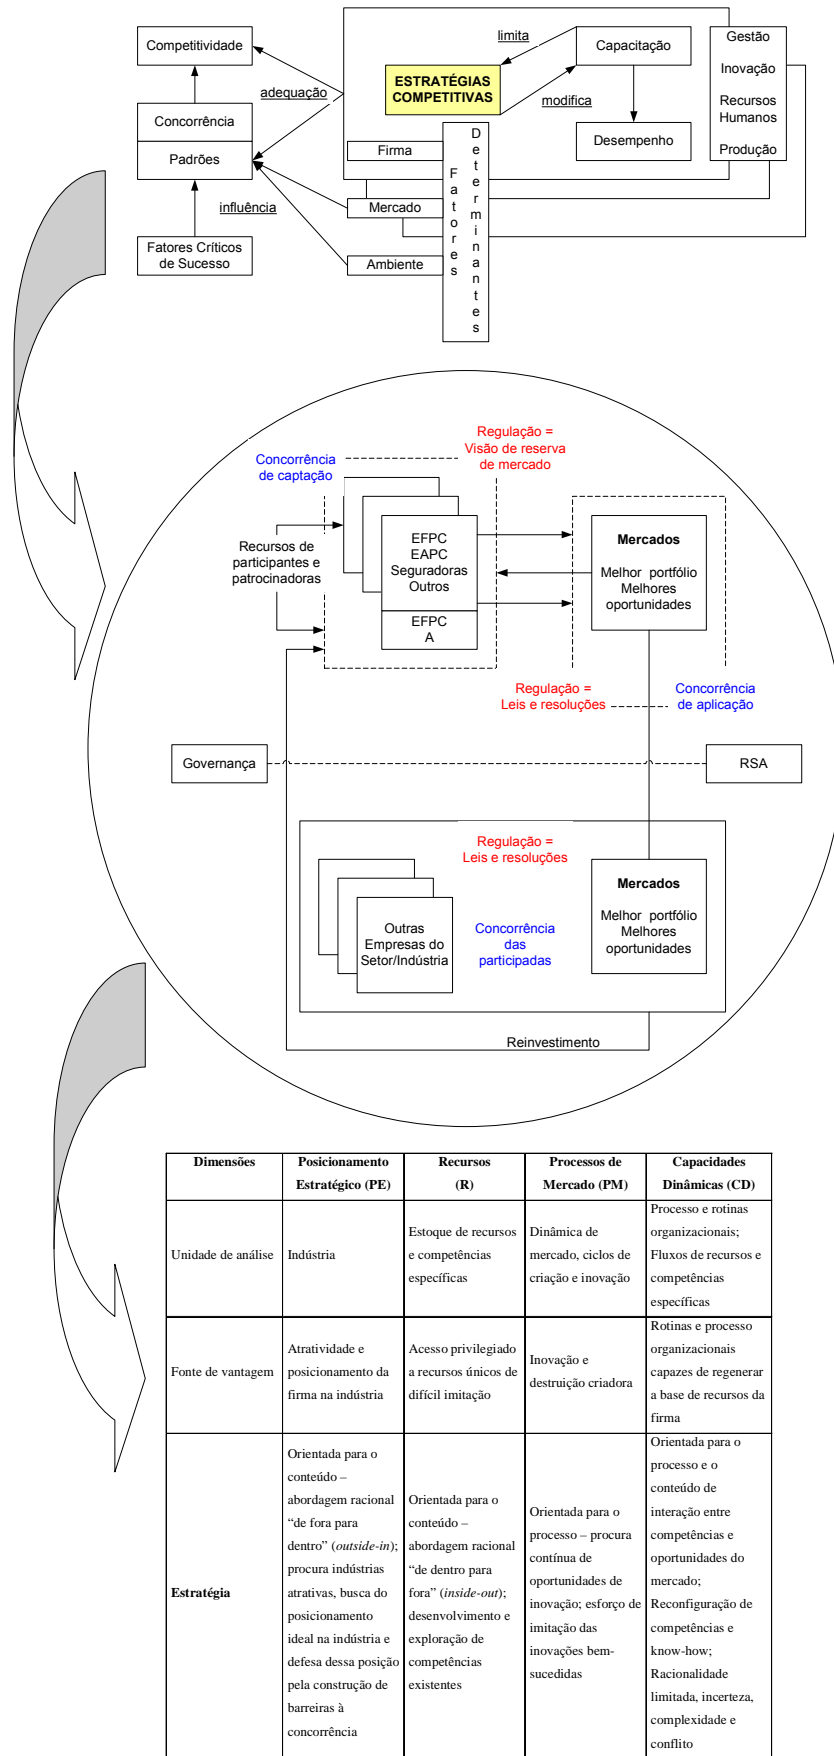 Competitividade
Concorrência
Padrões
Fatores Críticos
de Sucesso
adequação
influência
limita
ESTRATÉGIAS
COMPETITIVAS
modifica
Capacitação
Desempenho
Gestão
Inovação
Recursos
Humanos
Produção
Firma
Mercado
Ambiente
Fatores
Determinantes
Concorrência
de captação
Regulação =
Visão de reserva
de mercado
Recursos de
participantes e
patrocinadoras
EFPC
EAPC
Seguradoras
Outros
EFPC
A
Mercados
Melhor portfólio
Melhores
oportunidades
Regulação =
Leis e resoluções
Concorrência
de aplicação
Governança
RSA
Regulação =
Leis e resoluções
Outras
Empresas do
Setor/Indústria
Concorrência
das
participadas
Mercados
Melhor portfólio
Melhores
oportunidades
Reinvestimento
Dimensões
Posicionamento
Estratégico (PE)
Recursos
(R)
Processos de
Mercado (PM)
Capacidades
Dinâmicas (CD)
Unidade de análise
Indústria
Estoque de recursos
e competências
específicas
Dinâmica de
mercado, ciclos de
criação e inovação
Processo e rotinas
organizacionais;
Fluxos de recursos e
competências
específicas
Fonte de vantagem
Atratividade e
posicionamento da
firma na indústria
Acesso privilegiado
a recursos únicos de
difícil imitação
Inovação e
destruição criadora
Rotinas e processo
organizacionais
capazes de regenerar
a base de recursos da
firma
Estratégia
Orientada para o
conteúdo –
abordagem racional
“de fora para
dentro” (outside-in);
procura indústrias
atrativas, busca do
posicionamento
ideal na indústria e
defesa dessa posição
pela construção de
barreiras à
concorrência
Orientada para o
conteúdo –
abordagem racional
“de dentro para
fora” (inside-out);
desenvolvimento e
exploração de
competências
existentes
Orientada para o
processo – procura
contínua de
oportunidades de
inovação; esforço de
imitação das
inovações bem-
sucedidas
Orientada para o
processo e o
conteúdo de
interação entre
competências e
oportunidades do
mercado;
Reconfiguração de
competências e
know-how;
Racionalidade
limitada, incerteza,
complexidade e
conflito